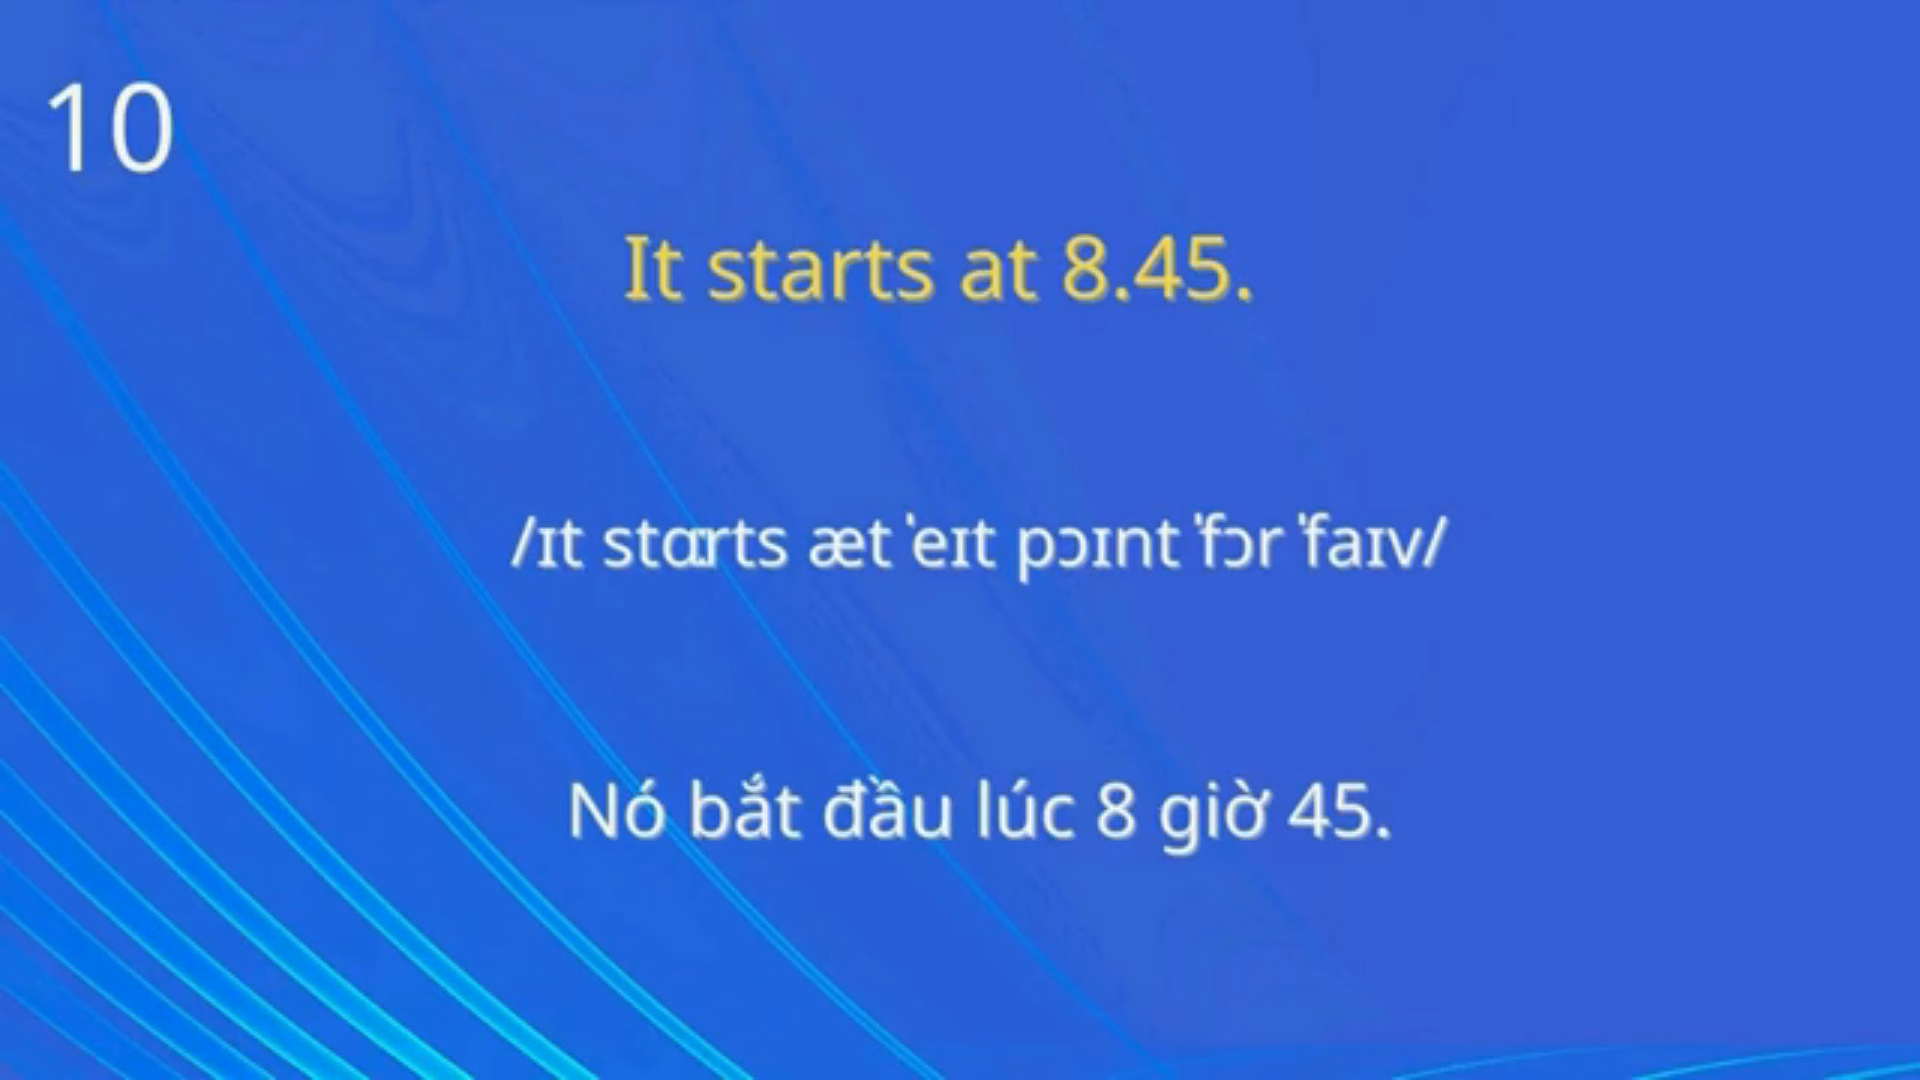 10
It starts at 8.45.
/ɪt stɑːrts æt ˈeɪt pɔɪnt ˈfɔr ˈfaɪv/
Nó bắt đầu lúc 8 giờ 45.